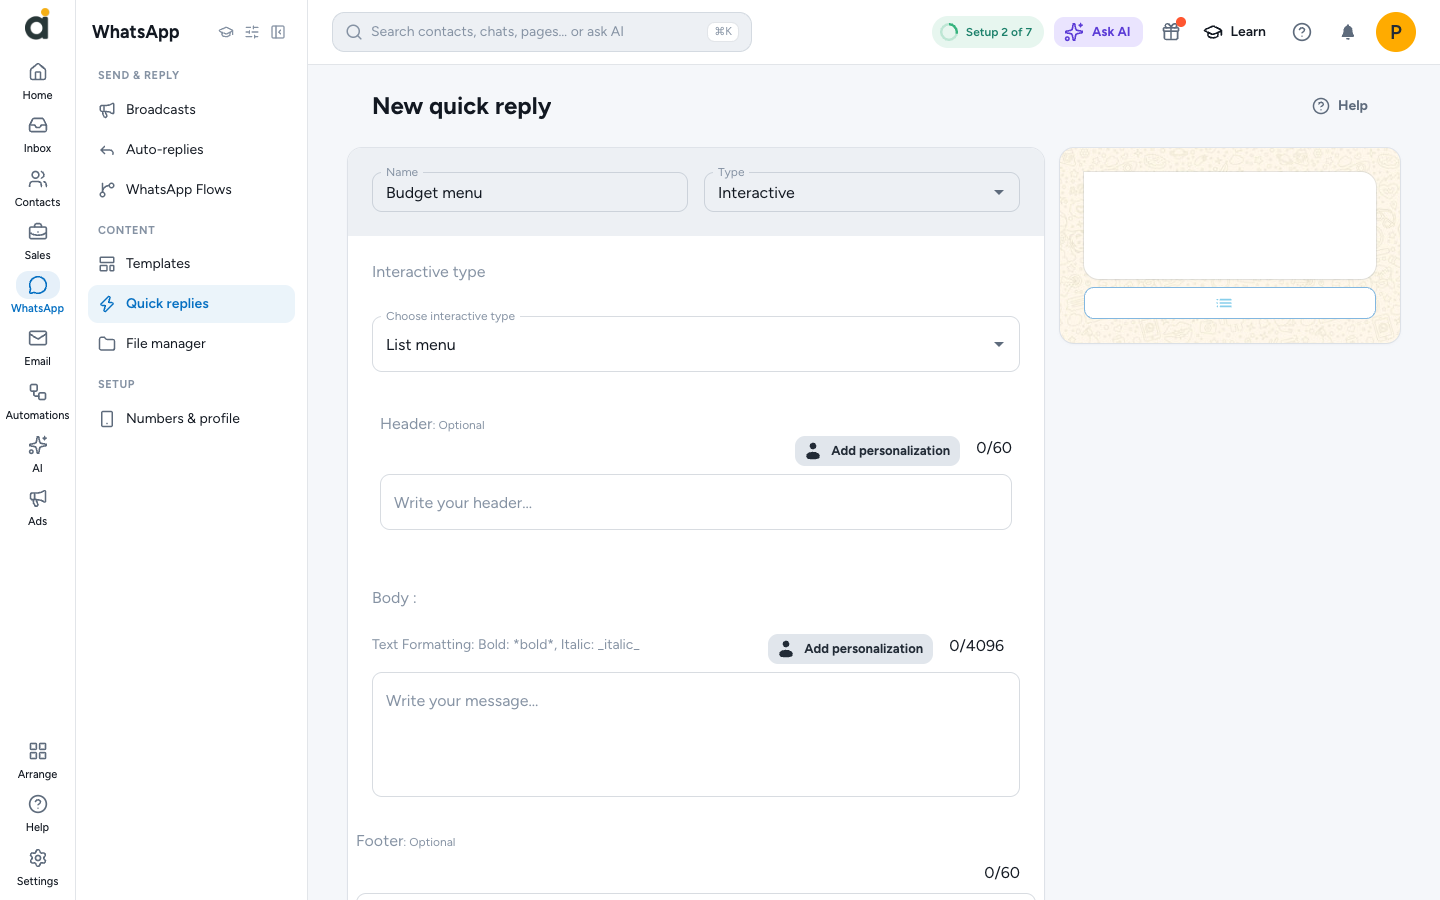 WhatsApp
Search contacts, chats, pages... or ask AI
⌘K
Setup 2 of 7
Ask AI
Learn
P
Home
Inbox
Contacts
Sales
WhatsApp
Email
Automations
AI
Ads
Arrange
Help
Settings
SEND & REPLY
Broadcasts
Auto-replies
WhatsApp Flows
CONTENT
Templates
Quick replies
File manager
SETUP
Numbers & profile
New quick reply
Help
Name
Budget menu
Type
Interactive
Interactive type
Choose interactive type
List menu
Header: Optional
Add personalization
0/60
Write your header...
Body :
Text Formatting: Bold: *bold*, Italic: _italic_
Add personalization
0/4096
Write your message...
Footer: Optional
0/60